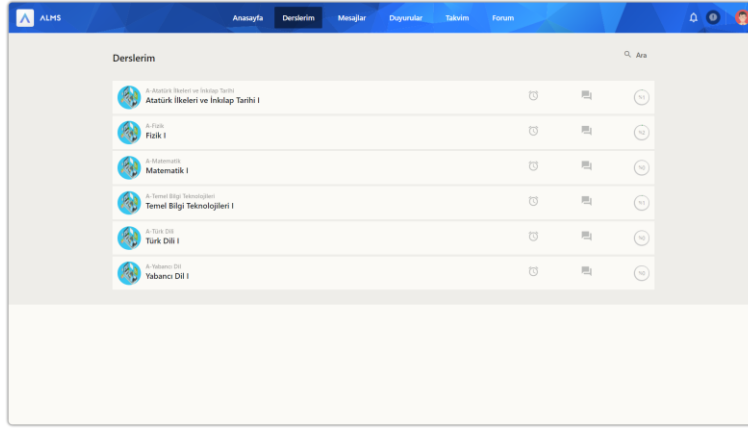 ALMS
Anasayfa Derslerim Mesajlar Duyurular Takvim Forum
Derslerim
Ara
A-Atatürk İlkeleri ve İnkılap Tarihi
Atatürk İlkeleri ve İnkılap Tarihi I
A-Fizik
Fizik I
A-Matematik
Matematik I
A-Temel Bilgi Teknolojileri
Temel Bilgi Teknolojileri I
A-Türk Dili
Türk Dili I
A-Yabancı Dil
Yabancı Dil I